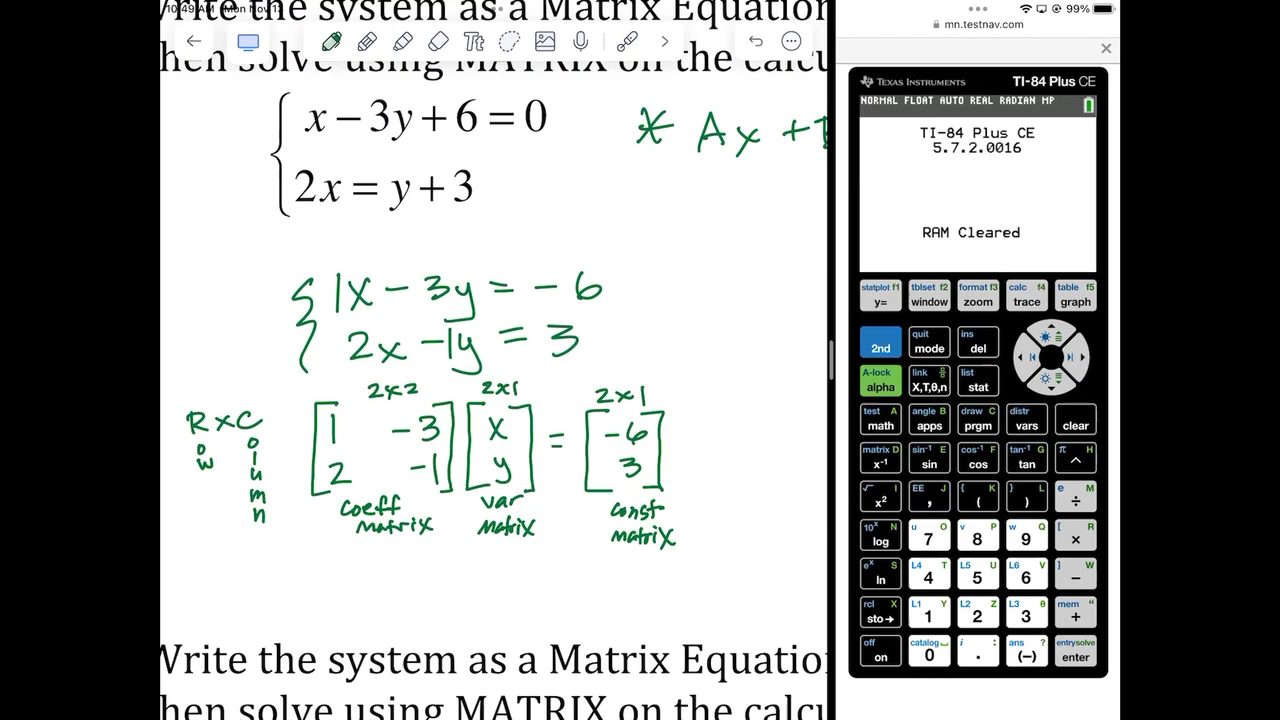 Write the system as a Matrix Equation
10:49 AM Mon Nov 99%
mn.testnav.com
then solve using MATRIX on the calcu
x − 3y + 6 = 0
2x = y + 3
* Ax +
1x − 3y = − 6
2x − 1y = 3
2x2 2x1 2x1
RxC
Row
Column
[1 −3 2 −1] [x y] = [−6 3]
coeff matrix
var matrix
const matrix
Write the system as a Matrix Equation
then solve using MATRIX on the calcu
TEXAS INSTRUMENTS TI-84 Plus CE
NORMAL FLOAT AUTO REAL RADIAN MP
TI-84 Plus CE
5.7.2.0016
RAM Cleared
statplot f1 tblset f2 format f3 calc f4 table f5
y= window zoom trace graph
quit ins
2nd mode del
A-lock link list
alpha X,T,θ,n stat
test A angle B draw C distr
math apps prgm vars clear
matrix D sin⁻¹ E cos⁻¹ F tan⁻¹ G π H
x⁻¹ sin cos tan ^
√ I EE J { K } L e M
x² , ( ) ÷
10ˣ N u O v P w Q [ R
log 7 8 9 ×
eˣ S L4 T L5 U L6 V ] W
ln 4 5 6 −
rcl X L1 Y L2 Z L3 θ mem "
sto→ 1 2 3 +
off catalog i : ans ? entry solve
on 0 . (−) enter